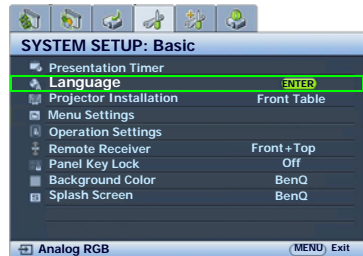 SYSTEM SETUP: Basic
Presentation Timer
Language ENTER
Projector Installation Front Table
Menu Settings
Operation Settings
Remote Receiver Front+Top
Panel Key Lock Off
Background Color BenQ
Splash Screen BenQ
Analog RGB MENU Exit